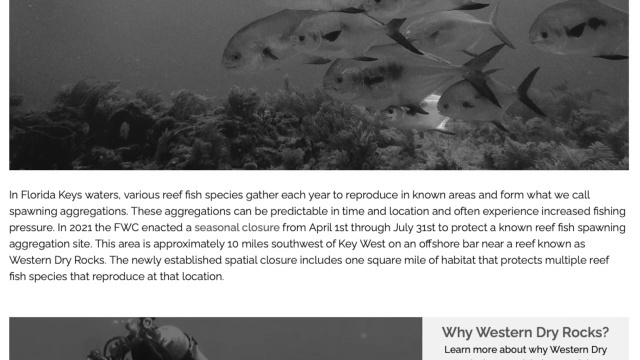 In Florida Keys waters, various reef fish species gather each year to reproduce in known areas and form what we call
spawning aggregations. These aggregations can be predictable in time and location and often experience increased fishing
pressure. In 2021 the FWC enacted a seasonal closure from April 1st through July 31st to protect a known reef fish spawning
aggregation site. This area is approximately 10 miles southwest of Key West on an offshore bar near a reef known as
Western Dry Rocks. The newly established spatial closure includes one square mile of habitat that protects multiple reef
fish species that reproduce at that location.
Why Western Dry Rocks?
Learn more about why Western Dry